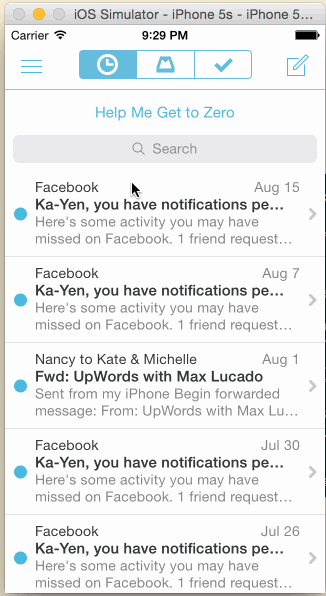 iOS Simulator - iPhone 5s - iPhone 5...
Carrier 9:29 PM
Help Me Get to Zero
Search
Facebook Aug 15
Ka-Yen, you have notifications pe...
Here's some activity you may have
missed on Facebook. 1 friend request...
Facebook Aug 7
Ka-Yen, you have notifications pe...
Here's some activity you may have
missed on Facebook. 1 friend request...
Nancy to Kate & Michelle Aug 1
Fwd: UpWords with Max Lucado
Sent from my iPhone Begin forwarded
message: From: UpWords with Max Lu...
Facebook Jul 30
Ka-Yen, you have notifications pe...
Here's some activity you may have
missed on Facebook. 1 friend request...
Facebook Jul 26
Ka-Yen, you have notifications pe...
Here's some activity you may have
missed on Facebook. 1 friend request...